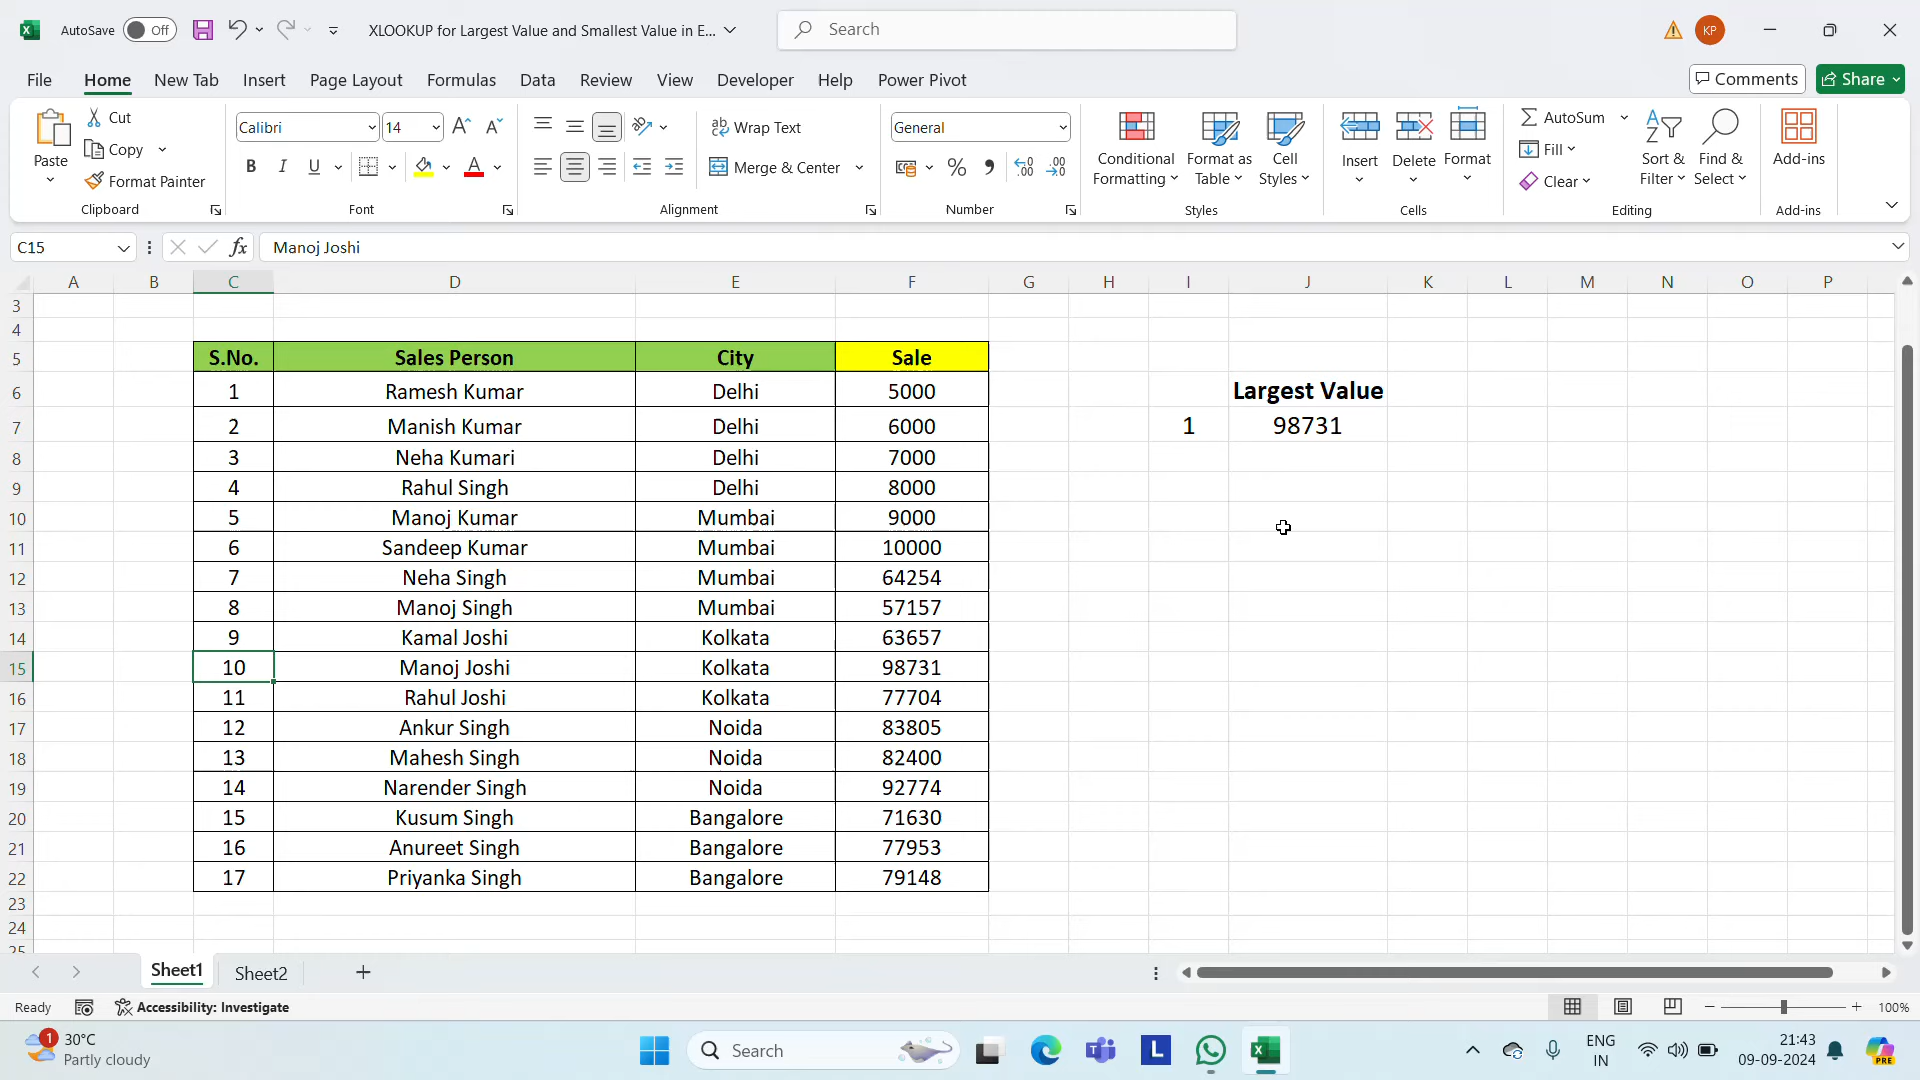 AutoSave Off XLOOKUP for Largest Value and Smallest Value in E... Search KP
File Home New Tab Insert Page Layout Formulas Data Review View Developer Help Power Pivot Comments Share
Paste Cut Copy Format Painter Clipboard
Calibri 14 Font
Wrap Text Merge & Center Alignment
General Number
Conditional Formatting Format as Table Cell Styles Styles
Insert Delete Format Cells
AutoSum Fill Clear Sort & Filter Find & Select Editing
Add-ins Add-ins
C15 fx Manoj Joshi
A B C D E F G H I J K L M N O P
3
4
5 S.No. Sales Person City Sale
6 1 Ramesh Kumar Delhi 5000 Largest Value
7 2 Manish Kumar Delhi 6000 1 98731
8 3 Neha Kumari Delhi 7000
9 4 Rahul Singh Delhi 8000
10 5 Manoj Kumar Mumbai 9000
11 6 Sandeep Kumar Mumbai 10000
12 7 Neha Singh Mumbai 64254
13 8 Manoj Singh Mumbai 57157
14 9 Kamal Joshi Kolkata 63657
15 10 Manoj Joshi Kolkata 98731
16 11 Rahul Joshi Kolkata 77704
17 12 Ankur Singh Noida 83805
18 13 Mahesh Singh Noida 82400
19 14 Narender Singh Noida 92774
20 15 Kusum Singh Bangalore 71630
21 16 Anureet Singh Bangalore 77953
22 17 Priyanka Singh Bangalore 79148
23
24
25
Sheet1 Sheet2
Ready Accessibility: Investigate 100%
1 30°C Search ENG 21:43
Partly cloudy IN 09-09-2024 PRE